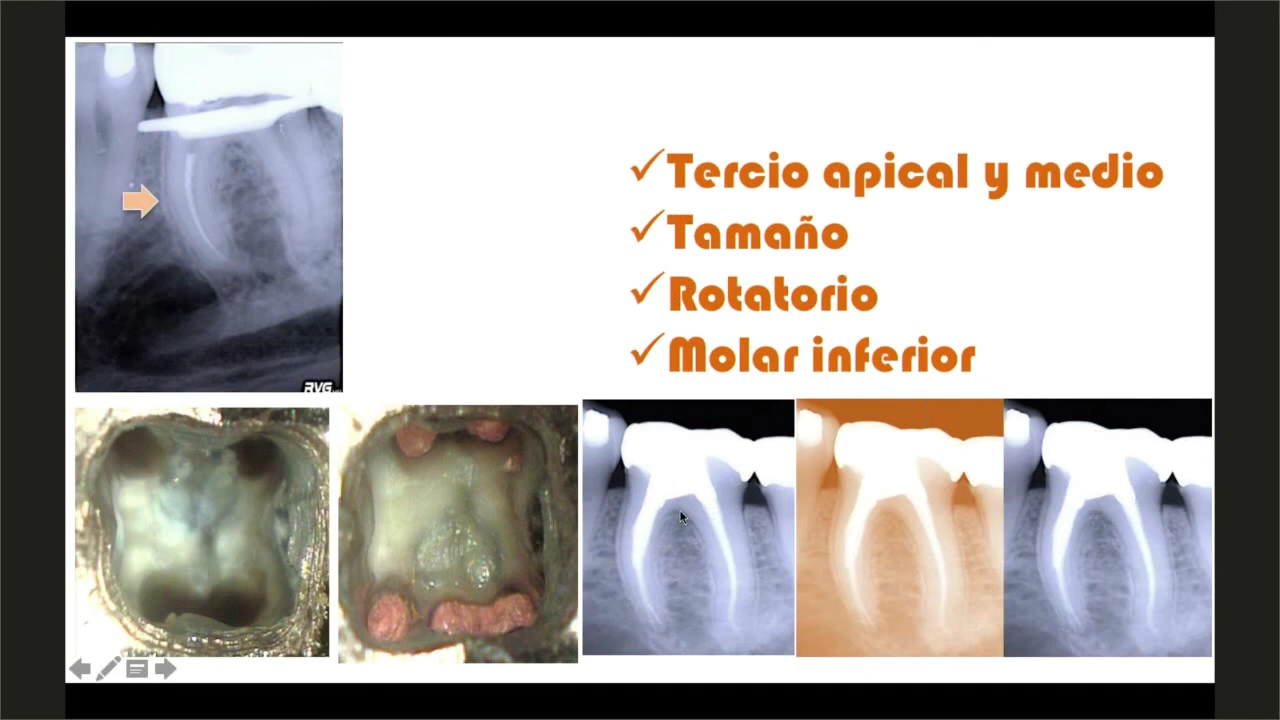 ✓Tercio apical y medio
✓Tamaño
✓Rotatorio
✓Molar inferior
RVG